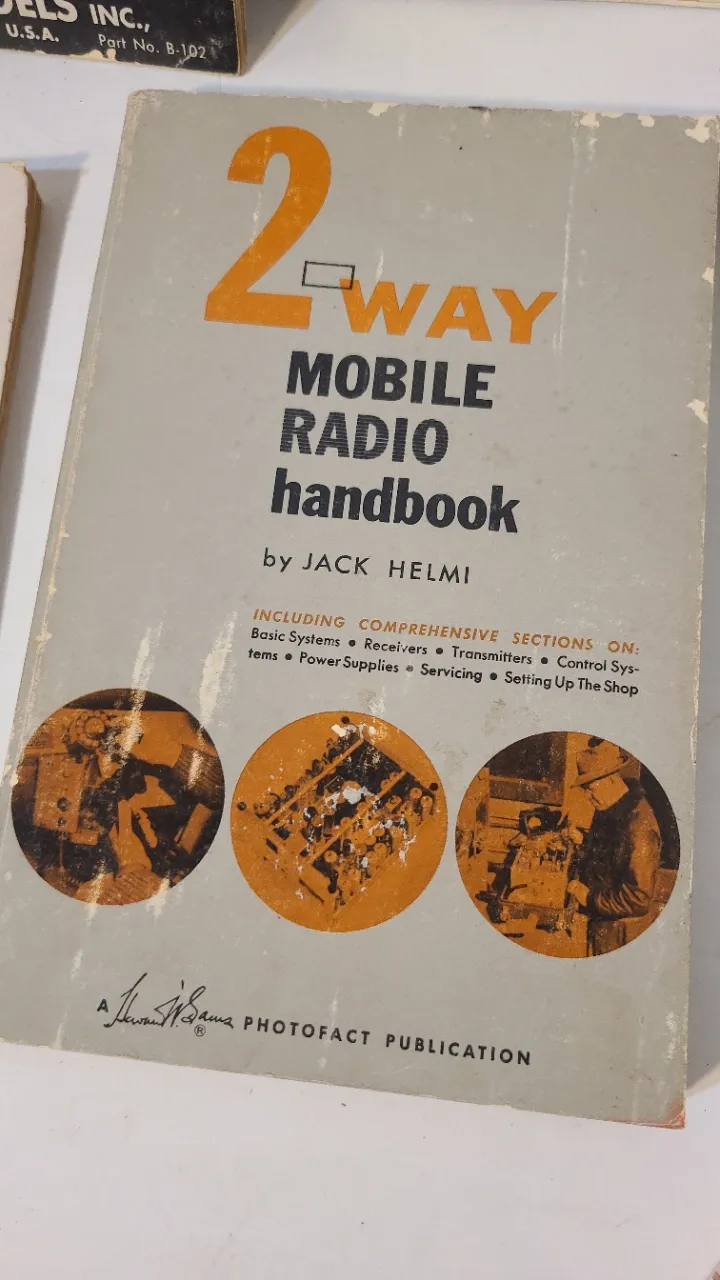 DELS INC.,
U.S.A. Part No. B-102
2 WAY
MOBILE
RADIO
handbook
by JACK HELMI
INCLUDING COMPREHENSIVE SECTIONS ON:
Basic Systems • Receivers • Transmitters • Control Sys-
tems • Power Supplies • Servicing • Setting Up The Shop
A Howard W. Sams ® PHOTOFACT PUBLICATION